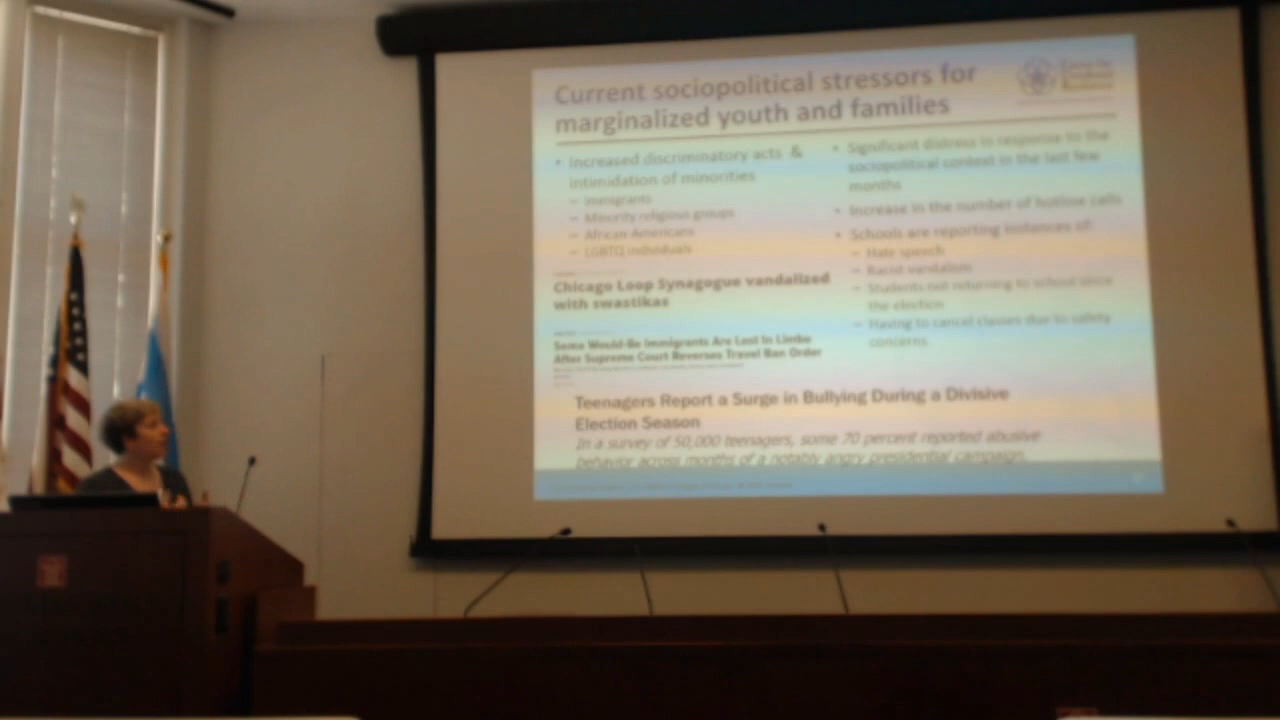 Current sociopolitical stressors for
marginalized youth and families
• Increased discriminatory acts &
intimidation of minorities
– Immigrants
– Minority religious groups
– African Americans
– LGBTQ individuals
Chicago Loop Synagogue vandalized
with swastikas
Some Would-Be Immigrants Are Lost In Limbo
After Supreme Court Reverses Travel Ban Order
• Significant distress in response to the
sociopolitical context in the last few
months
• Increase in the number of hotline calls
• Schools are reporting instances of:
– Hate speech
– Racist vandalism
– Students not returning to school since
the election
– Having to cancel classes due to safety
concerns.
Teenagers Report a Surge in Bullying During a Divisive
Election Season
In a survey of 50,000 teenagers, some 70 percent reported abusive
behavior across months of a notably angry presidential campaign.